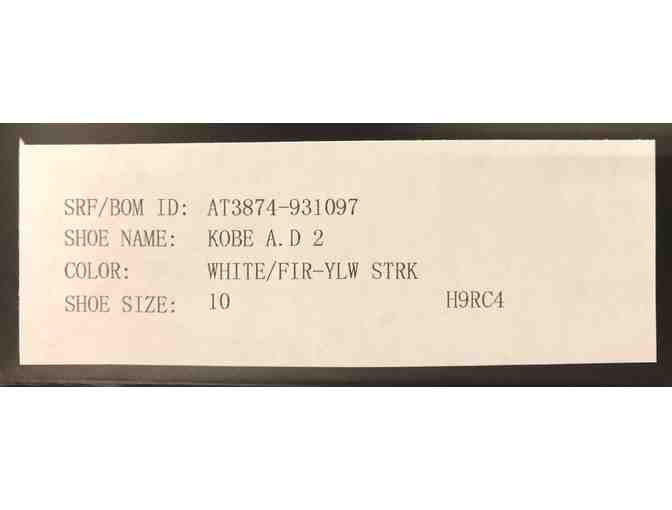 SRF/BOM ID: AT3874-931097
SHOE NAME: KOBE A.D 2
COLOR: WHITE/FIR-YLW STRK
SHOE SIZE: 10 H9RC4